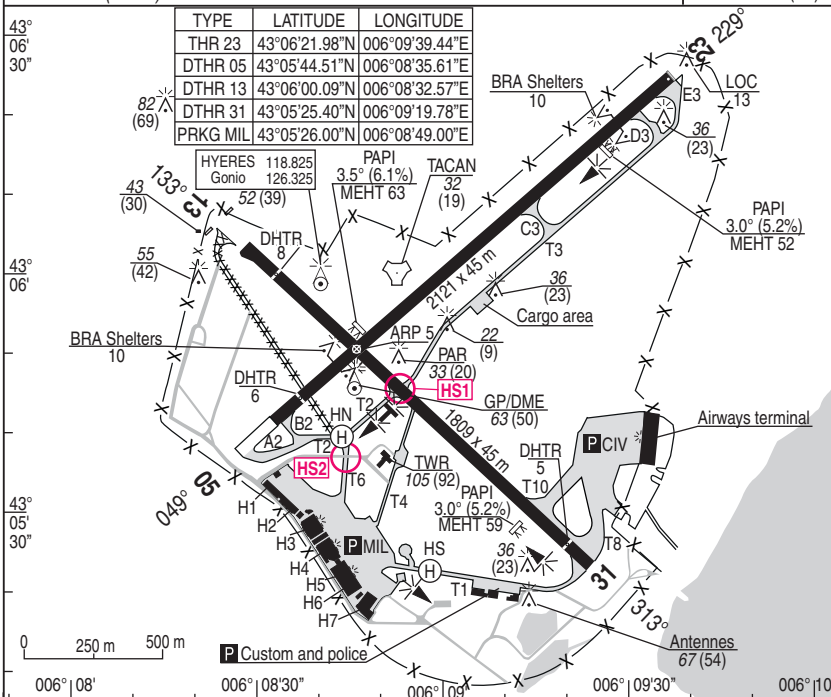 TYPE LATITUDE LONGITUDE
THR 23 43°06'21.98"N 006°09'39.44"E
DTHR 05 43°05'44.51"N 006°08'35.61"E
DTHR 13 43°06'00.09"N 006°08'32.57"E
DTHR 31 43°05'25.40"N 006°09'19.78"E
PRKG MIL 43°05'26.00"N 006°08'49.00"E
43°
06'
30"
82
(69)
HYERES 118.825
Gonio 126.325
52 (39)
PAPI
3.5° (6.1%)
MEHT 63
TACAN
32
(19)
BRA Shelters
10
23
229°
LOC
13
E3
D3
36
(23)
PAPI
3.0° (5.2%)
MEHT 52
43
(30)
133°
13
DHTR
8
55
(42)
43°
06'
C3
T3
2121 x 45 m
36
(23)
Cargo area
22
(9)
ARP 5
PAR
33 (20)
BRA Shelters
10
HS1
GP/DME
63 (50)
DHTR
6
T2
HN
H
B2
A2
T2
HS2
T6
TWR
105 (92)
T4
1809 x 45 m
DHTR
5
T10
P CIV
Airways terminal
05
049°
43°
05'
30"
H1
H2
H3
H4
H5
H6
H7
P MIL
PAPI
3.0° (5.2%)
MEHT 59
36
(23)
HS
H
T1
T8
31
313°
Antennes
67 (54)
P Custom and police
0 250 m 500 m
006°08' 006°08'30" 006°09' 006°09'30" 006°10